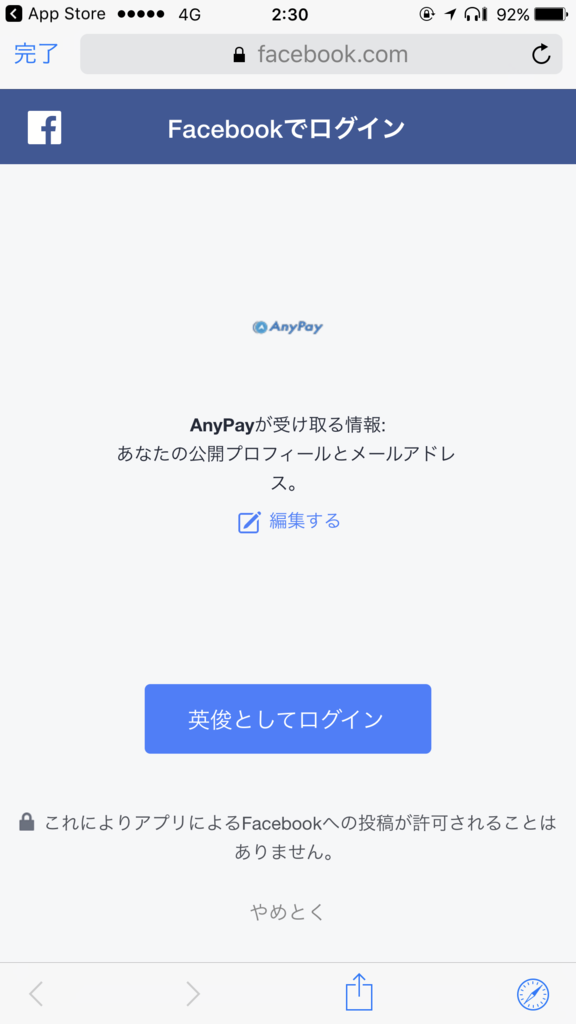 App Store 4G 2:30 92%
完了 facebook.com
Facebookでログイン
AnyPay
AnyPayが受け取る情報:
あなたの公開プロフィールとメールアドレ
ス。
編集する
英俊としてログイン
これによりアプリによるFacebookへの投稿が許可されることは
ありません。
やめとく